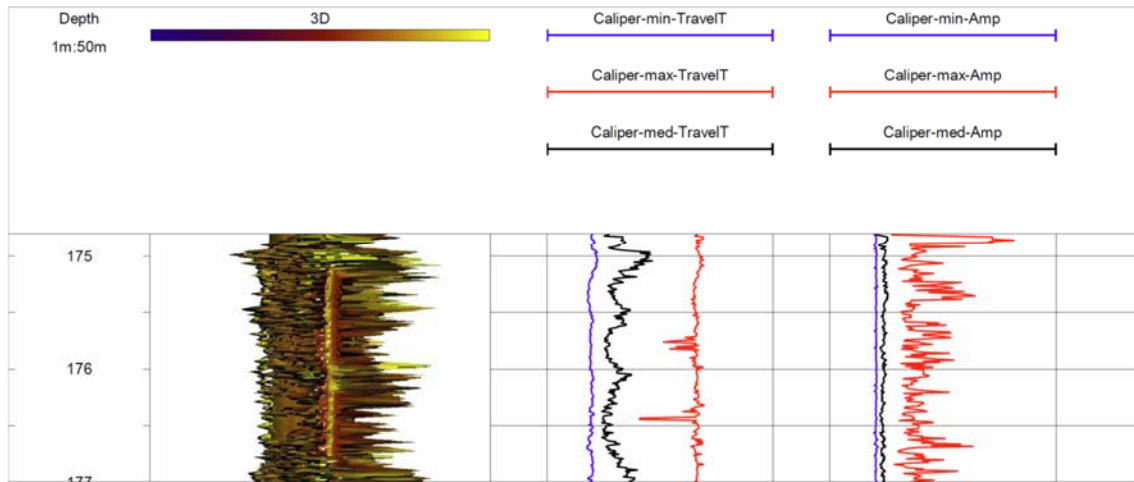 Depth
1m:50m
3D
Caliper-min-TravelT
Caliper-max-TravelT
Caliper-med-TravelT
Caliper-min-Amp
Caliper-max-Amp
Caliper-med-Amp
175
176
177